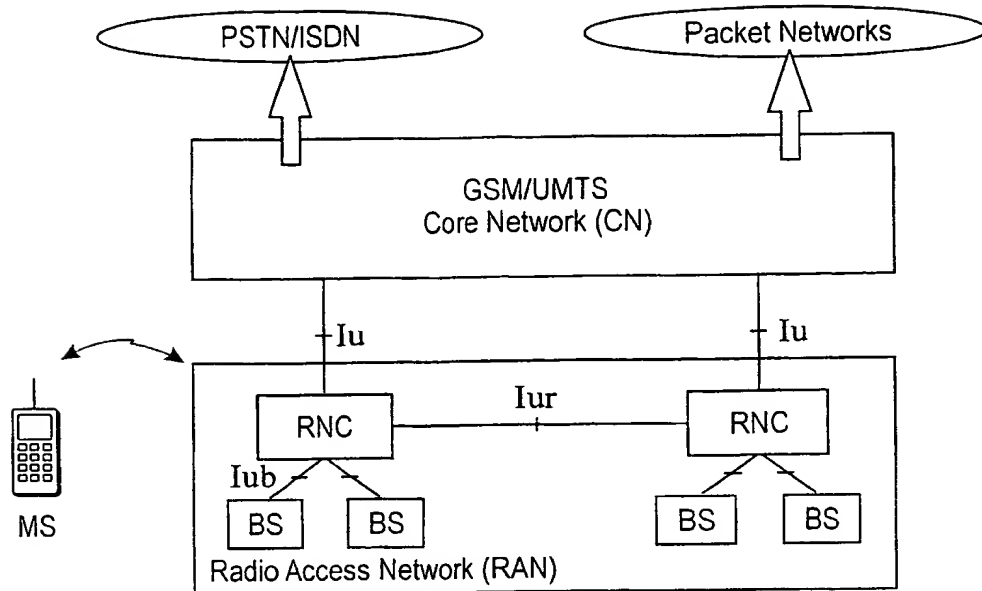 PSTN/ISDN
Packet Networks
GSM/UMTS
Core Network (CN)
Iu
Iu
RNC
Iur
RNC
Iub
BS
BS
BS
BS
MS
Radio Access Network (RAN)